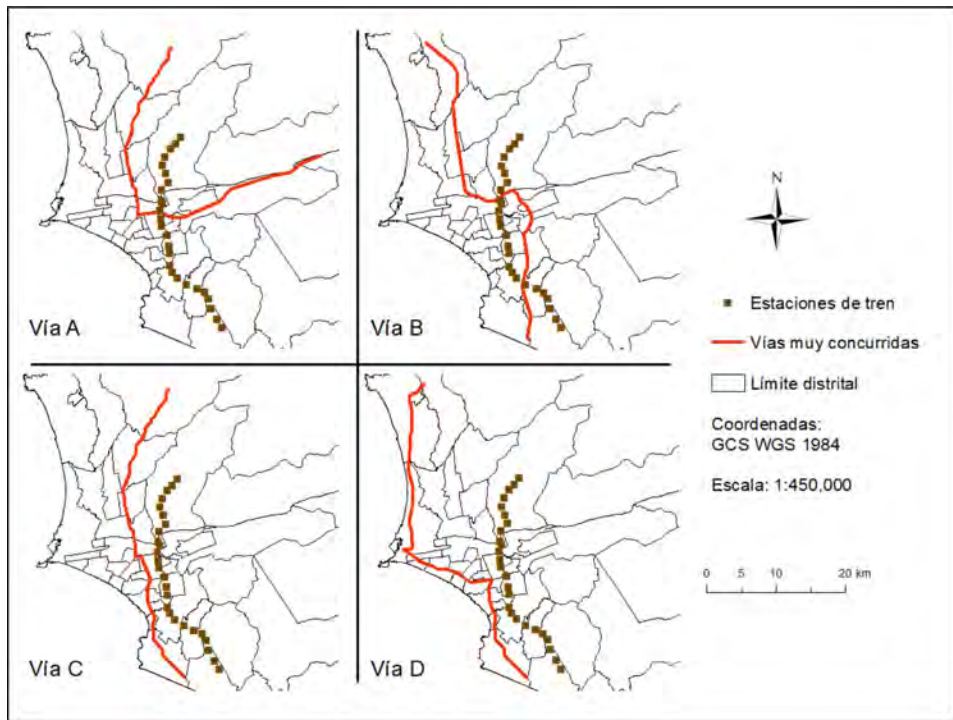 Vía A
Vía B
Vía C
Vía D
N
Estaciones de tren
Vías muy concurridas
Límite distrital
Coordenadas:
GCS WGS 1984
Escala: 1:450,000
0 5 10 20 km